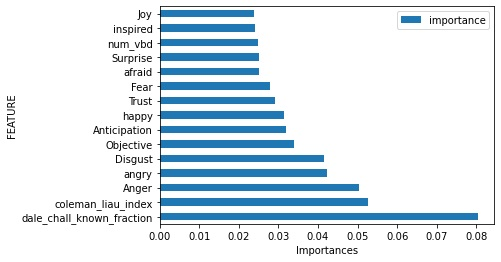 Joy
inspired
num_vbd
Surprise
afraid
Fear
Trust
happy
Anticipation
Objective
Disgust
angry
Anger
coleman_liau_index
dale_chall_known_fraction
FEATURE
importance
0.00 0.01 0.02 0.03 0.04 0.05 0.06 0.07 0.08
Importances